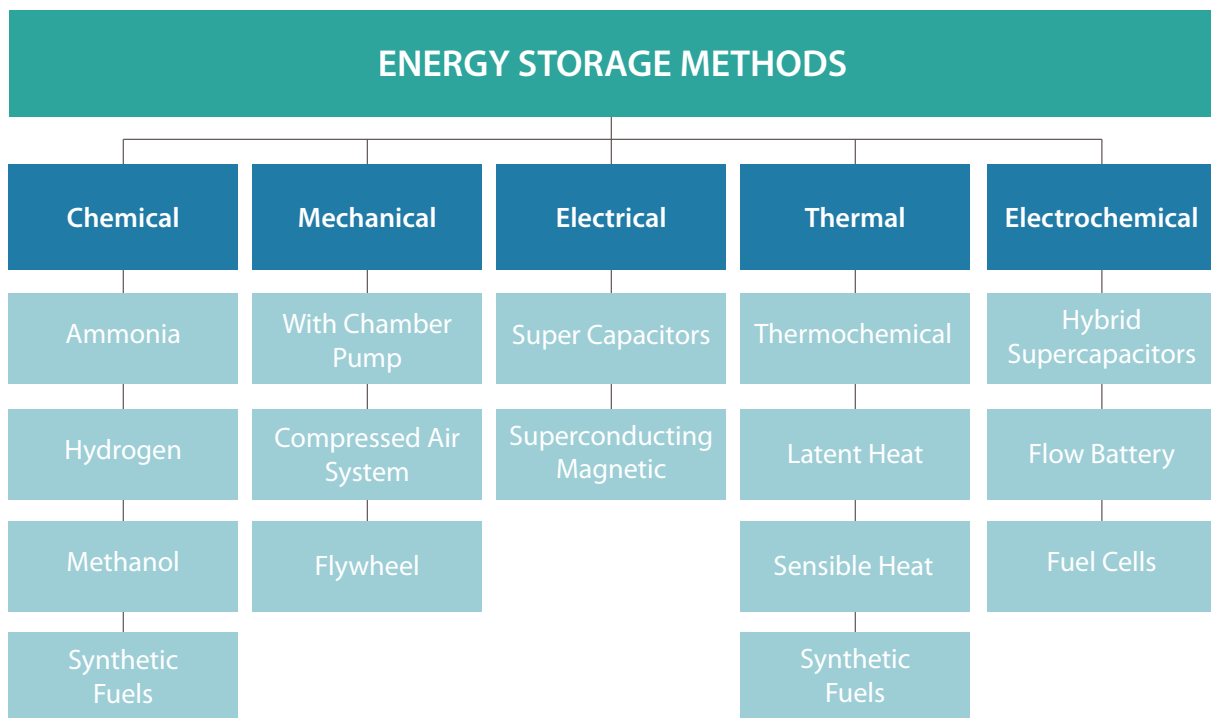 ENERGY STORAGE METHODS
Chemical
Mechanical
Electrical
Thermal
Electrochemical
Ammonia
With Chamber
Pump
Super Capacitors
Thermochemical
Hybrid
Supercapacitors
Hydrogen
Compressed Air
System
Superconducting
Magnetic
Latent Heat
Flow Battery
Methanol
Flywheel
Sensible Heat
Fuel Cells
Synthetic
Fuels
Synthetic
Fuels